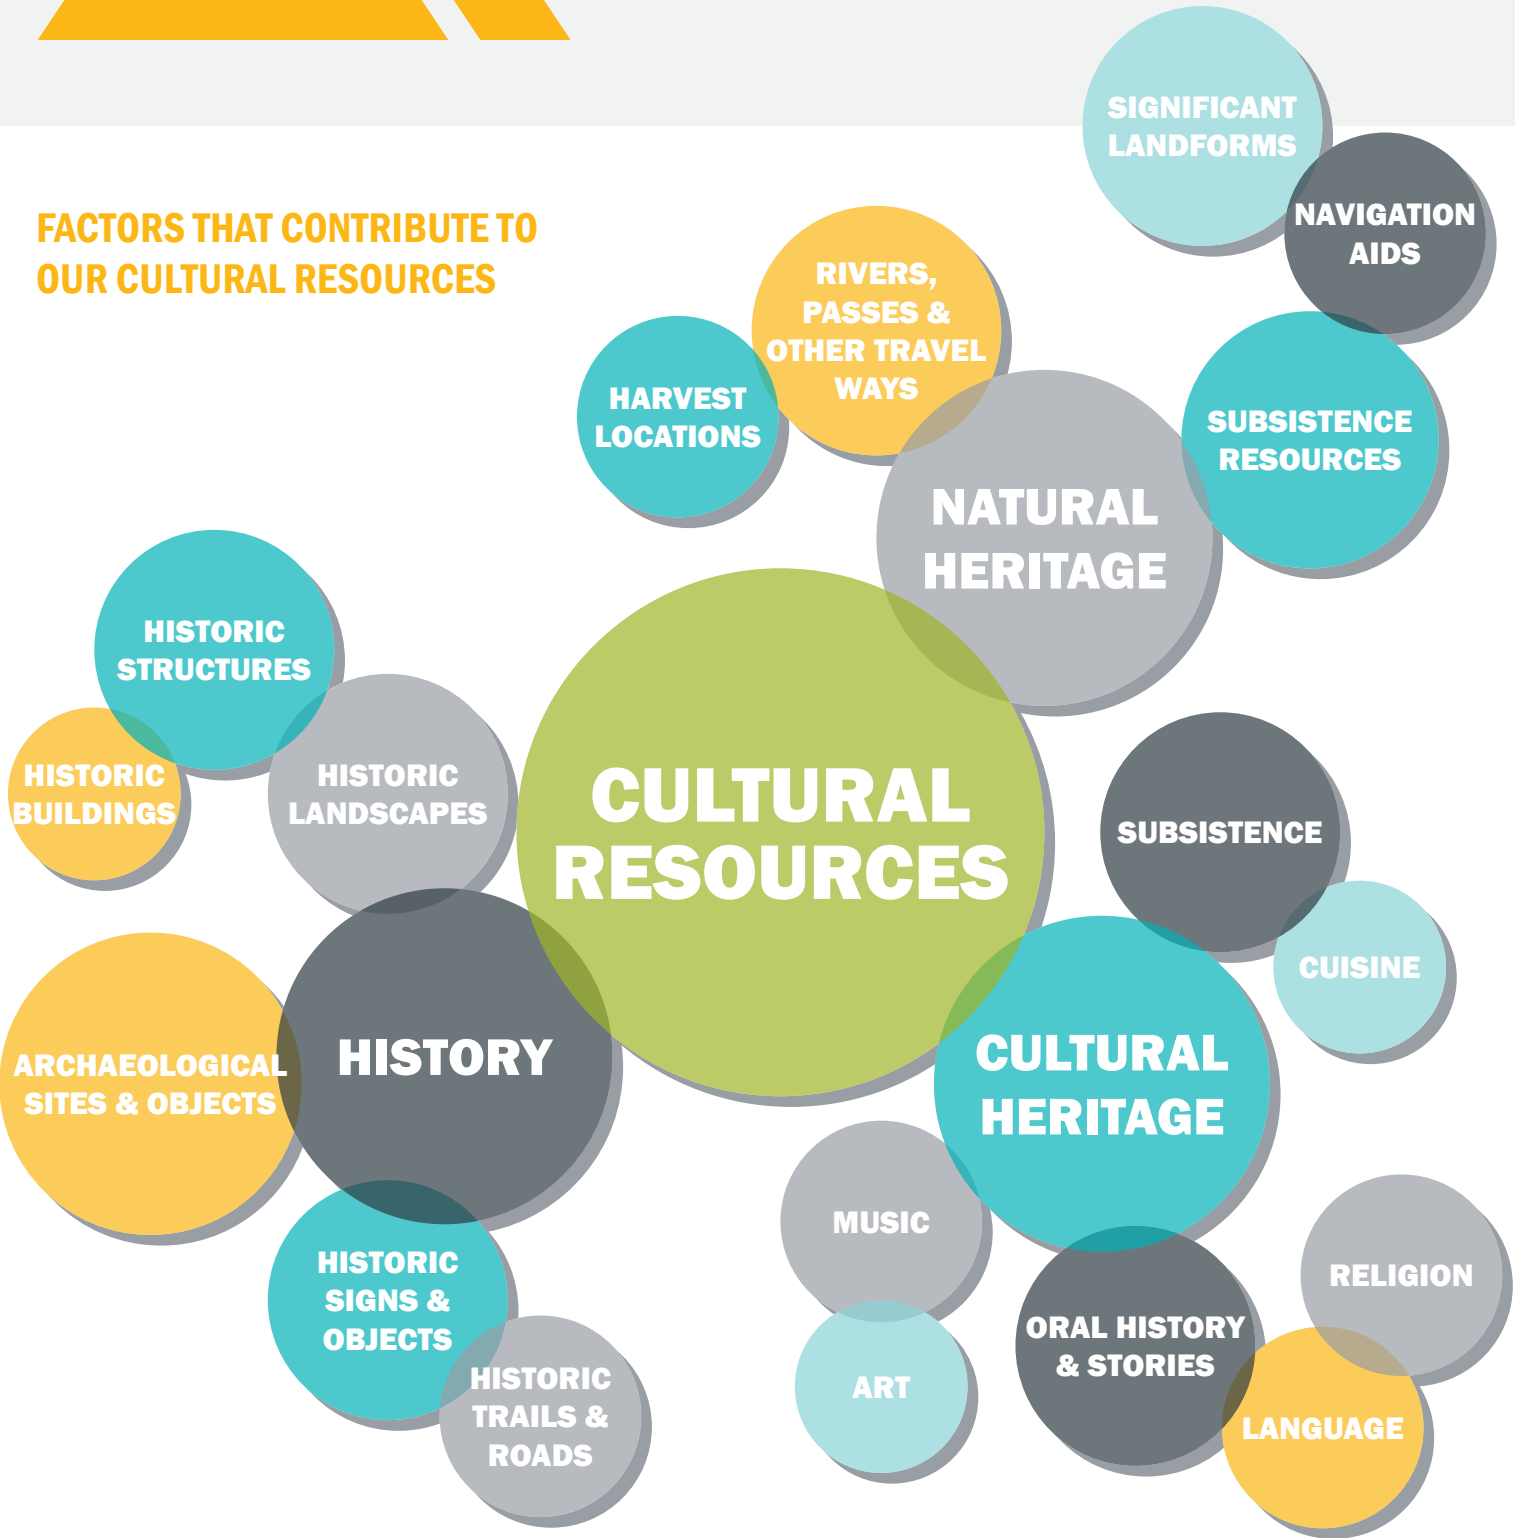 FACTORS THAT CONTRIBUTE TO
OUR CULTURAL RESOURCES
SIGNIFICANT
LANDFORMS
NAVIGATION
AIDS
RIVERS,
PASSES &
OTHER TRAVEL
WAYS
HARVEST
LOCATIONS
SUBSISTENCE
RESOURCES
NATURAL
HERITAGE
HISTORIC
STRUCTURES
HISTORIC
BUILDINGS
HISTORIC
LANDSCAPES
CULTURAL
RESOURCES
SUBSISTENCE
CUISINE
ARCHAEOLOGICAL
SITES & OBJECTS
HISTORY
CULTURAL
HERITAGE
MUSIC
HISTORIC
SIGNS &
OBJECTS
HISTORIC
TRAILS &
ROADS
ART
ORAL HISTORY
& STORIES
RELIGION
LANGUAGE